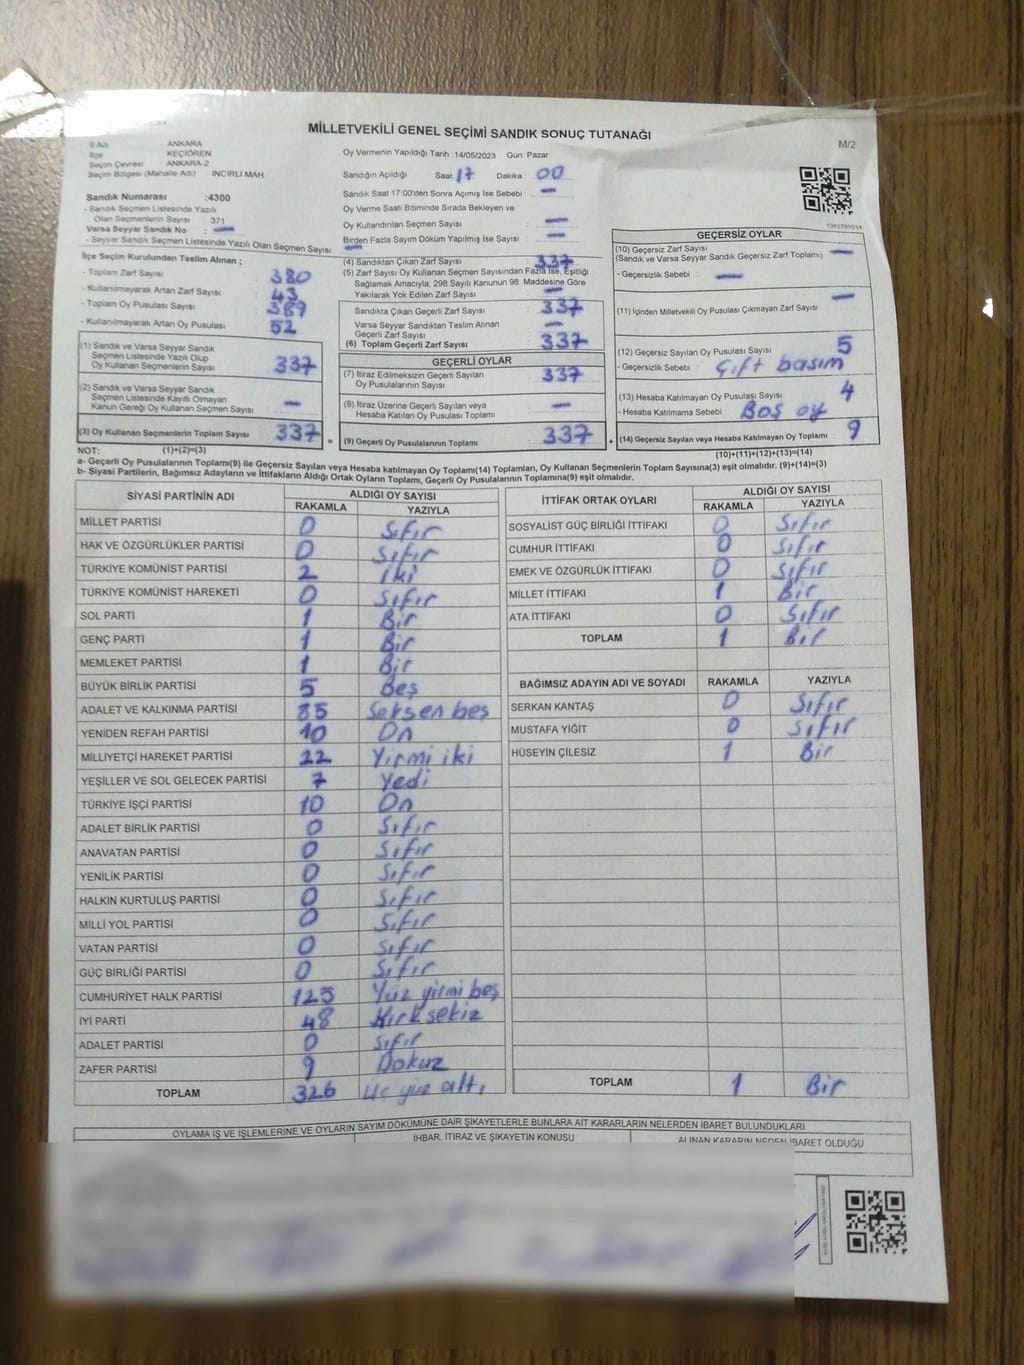 MİLLETVEKİLİ GENEL SEÇİMİ SANDIK SONUÇ TUTANAĞI
M/2
İl Adı ANKARA
İlçe KEÇİÖREN
Seçim Çevresi ANKARA-2
Seçim Bölgesi (Mahalle Adı) İNCİRLİ MAH
Sandık Numarası :4300
- Sandık Seçmen Listesinde Yazılı
Olan Seçmenlerin Sayısı 371
Varsa Seyyar Sandık No : —
- Seyyar Sandık Seçmen Listesinde Yazılı Olan Seçmen Sayısı —
İlçe Seçim Kurulundan Teslim Alınan ;
- Toplam Zarf Sayısı 380
- Kullanılmayarak Artan Zarf Sayısı 43
- Toplam Oy Pusulası Sayısı 389
- Kullanılmayarak Artan Oy Pusulası 52
(1) Sandık ve Varsa Seyyar Sandık
Seçmen Listesinde Yazılı Olup
Oy Kullanan Seçmenlerin Sayısı 337
(2) Sandık ve Varsa Seyyar Sandık
Seçmen Listesinde Kayıtlı Olmayan
Kanun Gereği Oy Kullanan Seçmen Sayısı —
(3) Oy Kullanan Seçmenlerin Toplam Sayısı 337 =
Oy Vermenin Yapıldığı Tarih :14/05/2023 Gün: Pazar
Sandığın Açıldığı Saat 17 Dakika 00
Sandık Saat 17:00'den Sonra Açılmış İse Sebebi : —
Oy Verme Saati Bitiminde Sırada Bekleyen ve
Oy Kullandırılan Seçmen Sayısı : —
Birden Fazla Sayım Döküm Yapılmış İse Sayısı : —
(4) Sandıktan Çıkan Zarf Sayısı 337
(5) Zarf Sayısı Oy Kullanan Seçmen Sayısından Fazla İse, Eşitliği
Sağlamak Amacıyla; 298 Sayılı Kanunun 98. Maddesine Göre
Yakılarak Yok Edilen Zarf Sayısı : —
Sandıkta Çıkan Geçerli Zarf Sayısı : 337
Varsa Seyyar Sandıktan Teslim Alınan
Geçerli Zarf Sayısı : —
(6) Toplam Geçerli Zarf Sayısı : 337
GEÇERLİ OYLAR
(7) İtiraz Edilmeksizin Geçerli Sayılan
Oy Pusulalarının Sayısı 337
(8) İtiraz Üzerine Geçerli Sayılan veya
Hesaba Katılan Oy Pusulası Toplamı —
(9) Geçerli Oy Pusulalarının Toplamı 337 +
GEÇERSİZ OYLAR
(10) Geçersiz Zarf Sayısı
(Sandık ve Varsa Seyyar Sandık Geçersiz Zarf Toplamı) : —
- Geçersizlik Sebebi : —
(11) İçinden Milletvekili Oy Pusulası Çıkmayan Zarf Sayısı : —
(12) Geçersiz Sayılan Oy Pusulası Sayısı : 5
- Geçersizlik Sebebi : Çift basım
(13) Hesaba Katılmayan Oy Pusulası Sayısı : 4
- Hesaba Katılmama Sebebi : Boş oy
(14) Geçersiz Sayılan veya Hesaba Katılmayan Oy Toplamı : 9
NOT: (1)+(2)=(3) (10)+(11)+(12)+(13)=(14)
a- Geçerli Oy Pusulalarının Toplamı(9) ile Geçersiz Sayılan veya Hesaba katılmayan Oy Toplamı(14) Toplamları, Oy Kullanan Seçmenlerin Toplam Sayısına(3) eşit olmalıdır. (9)+(14)=(3)
b- Siyasi Partilerin, Bağımsız Adayların ve İttifakların Aldığı Ortak Oyların Toplamı, Geçerli Oy Pusulalarının Toplamına(9) eşit olmalıdır.
SİYASİ PARTİNİN ADI ALDIĞI OY SAYISI
RAKAMLA YAZIYLA
MİLLET PARTİSİ 0 Sıfır
HAK VE ÖZGÜRLÜKLER PARTİSİ 0 Sıfır
TÜRKİYE KOMÜNİST PARTİSİ 2 iki
TÜRKİYE KOMÜNİST HAREKETİ 0 Sıfır
SOL PARTİ 1 Bir
GENÇ PARTİ 1 Bir
MEMLEKET PARTİSİ 1 Bir
BÜYÜK BİRLİK PARTİSİ 5 Beş
ADALET VE KALKINMA PARTİSİ 85 Seksen beş
YENİDEN REFAH PARTİSİ 10 On
MİLLİYETÇİ HAREKET PARTİSİ 22 Yirmi iki
YEŞİLLER VE SOL GELECEK PARTİSİ 7 Yedi
TÜRKİYE İŞÇİ PARTİSİ 10 On
ADALET BİRLİK PARTİSİ 0 Sıfır
ANAVATAN PARTİSİ 0 Sıfır
YENİLİK PARTİSİ 0 Sıfır
HALKIN KURTULUŞ PARTİSİ 0 Sıfır
MİLLİ YOL PARTİSİ 0 Sıfır
VATAN PARTİSİ 0 Sıfır
GÜÇ BİRLİĞİ PARTİSİ 0 Sıfır
CUMHURİYET HALK PARTİSİ 125 Yüz yirmi beş
İYİ PARTİ 48 Kırk sekiz
ADALET PARTİSİ 0 Sıfır
ZAFER PARTİSİ 9 Dokuz
TOPLAM 326 Üç yüz altı
İTTİFAK ORTAK OYLARI ALDIĞI OY SAYISI
RAKAMLA YAZIYLA
SOSYALİST GÜÇ BİRLİĞİ İTTİFAKI 0 Sıfır
CUMHUR İTTİFAKI 0 Sıfır
EMEK VE ÖZGÜRLÜK İTTİFAKI 0 Sıfır
MİLLET İTTİFAKI 1 Bir
ATA İTTİFAKI 0 Sıfır
TOPLAM 1 Bir
BAĞIMSIZ ADAYIN ADI VE SOYADI RAKAMLA YAZIYLA
SERKAN KANTAŞ 0 Sıfır
MUSTAFA YİĞİT 0 Sıfır
HÜSEYİN ÇİLESİZ 1 Bir
TOPLAM 1 Bir
OYLAMA İŞ VE İŞLEMLERİNE VE OYLARIN SAYIM DÖKÜMÜNE DAİR ŞİKAYETLERLE BUNLARA AİT KARARLARIN NELERDEN İBARET BULUNDUKLARI
İHBAR, İTİRAZ VE ŞİKAYETİN KONUSU
ALINAN KARARIN NEDEN İBARET OLDUĞU